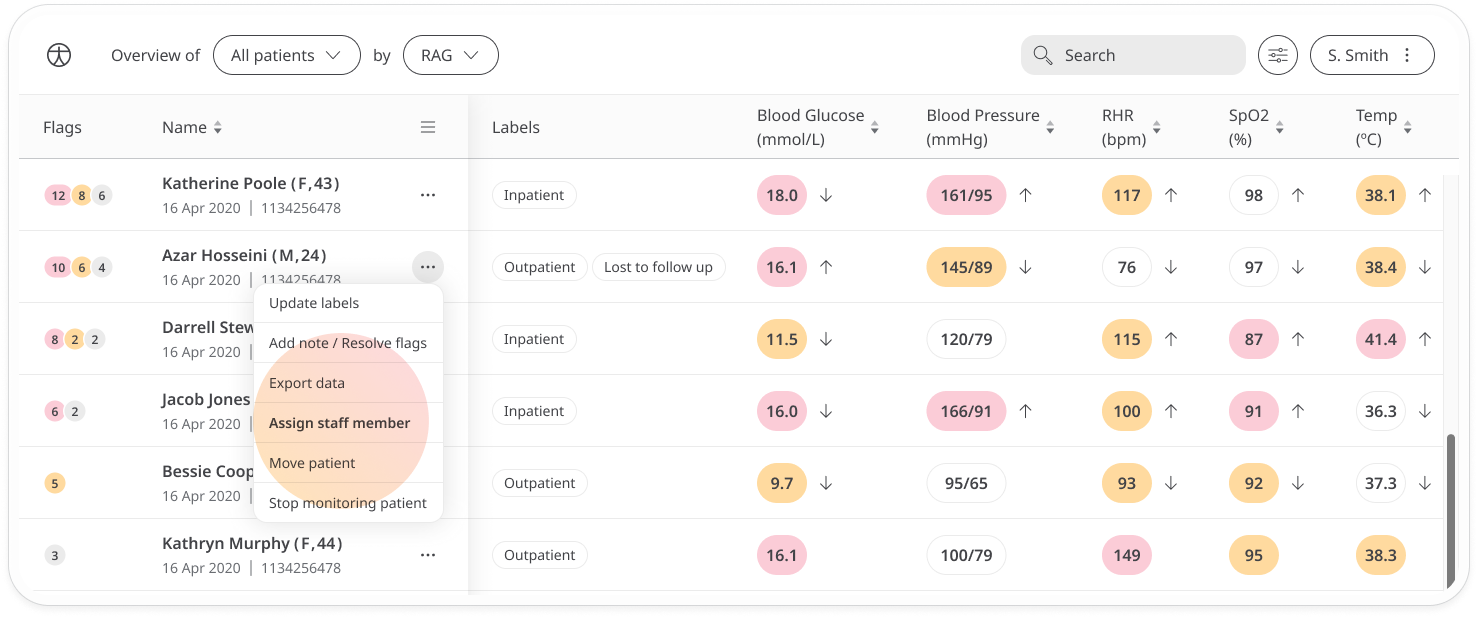 Overview of All patients by RAG Search S. Smith
Flags Name Labels Blood Glucose (mmol/L) Blood Pressure (mmHg) RHR (bpm) SpO2 (%) Temp (ºC)
Katherine Poole (F,43)
12 8 6 16 Apr 2020 | 1134256478 Inpatient 18.0 161/95 117 98 38.1
Azar Hosseini (M,24)
10 6 4 16 Apr 2020 | 1134256478 Outpatient Lost to follow up 16.1 145/89 76 97 38.4
Update labels
Add note / Resolve flags
Export data
Assign staff member
Move patient
Stop monitoring patient
Darrell
8 2 2 16 Apr 2020 Inpatient 11.5 120/79 115 87 41.4
Jacob Jones
6 2 16 Apr 2020 Inpatient 16.0 166/91 100 91 36.3
Bessie
5 16 Apr 2020 Outpatient 9.7 95/65 93 92 37.3
Kathryn Murphy (F,44)
3 16 Apr 2020 | 1134256478 Outpatient 16.1 100/79 149 95 38.3